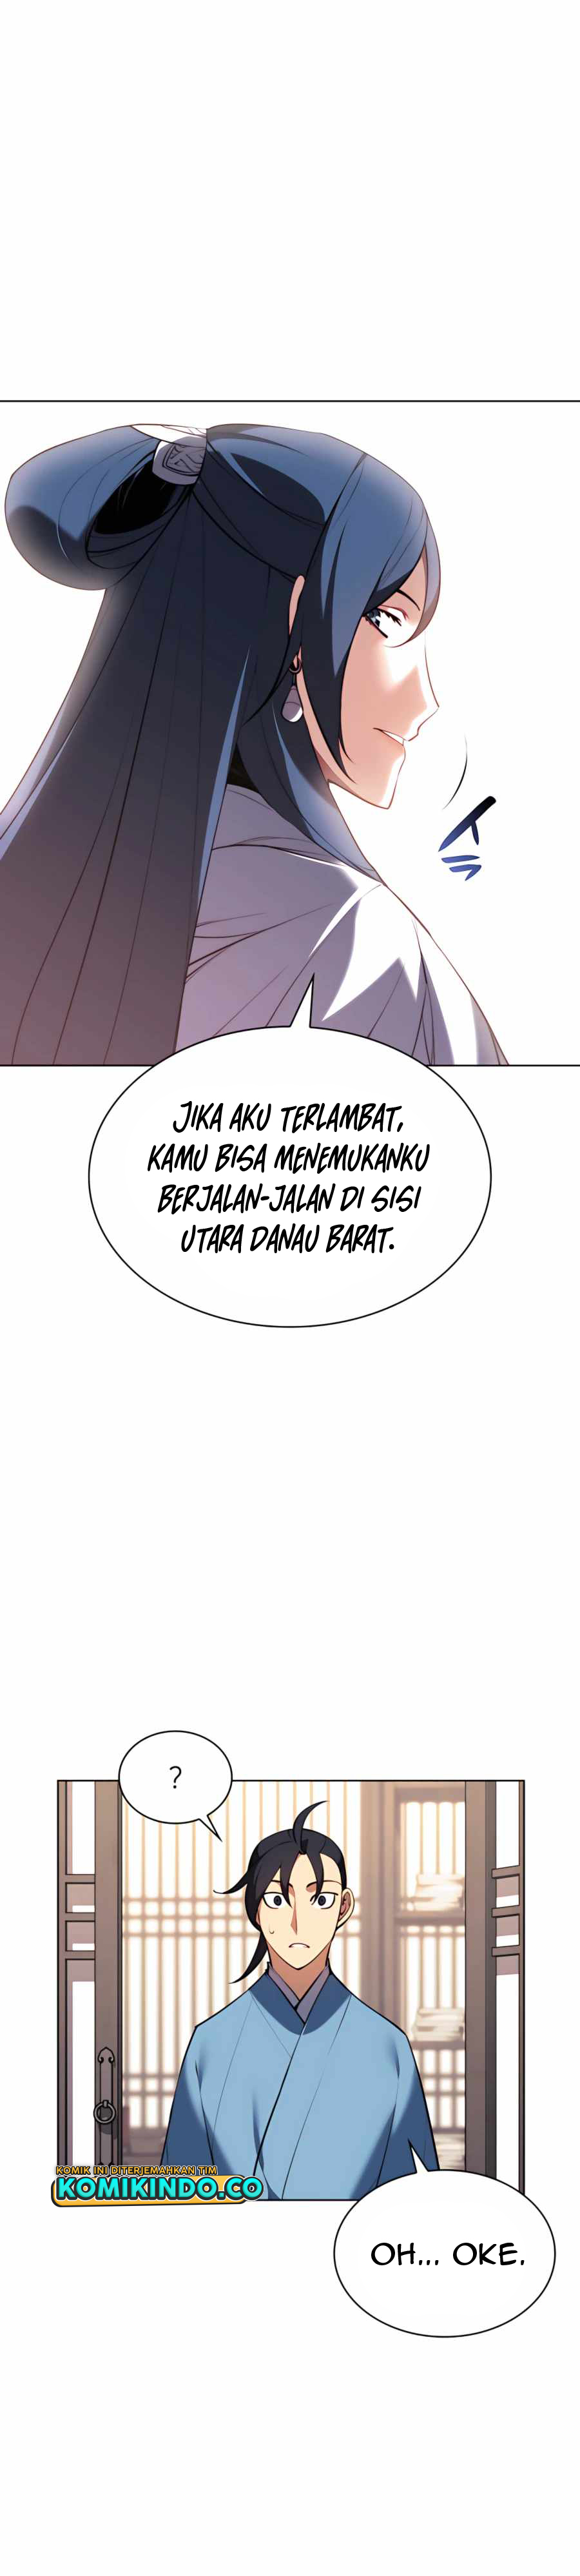 JIKA AKU TERLAMBAT,
KAMU BISA MENEMUKANKU
BERJALAN-JALAN DI SISI
UTARA DANAU BARAT.
?
KOMIK INI DITERJEMAHKAN TIM
KOMIKINDO.CO
OH... OKE.